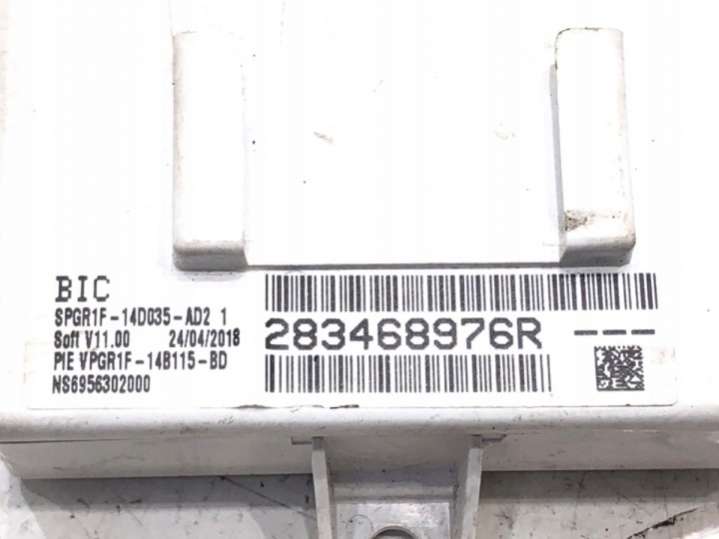 BIC
SPGR1F-14D035-AD2 1
Soft V11.00 24/04/2018
PIE VPGR1F-14B115-BD
NS6956302000
283468976R ---